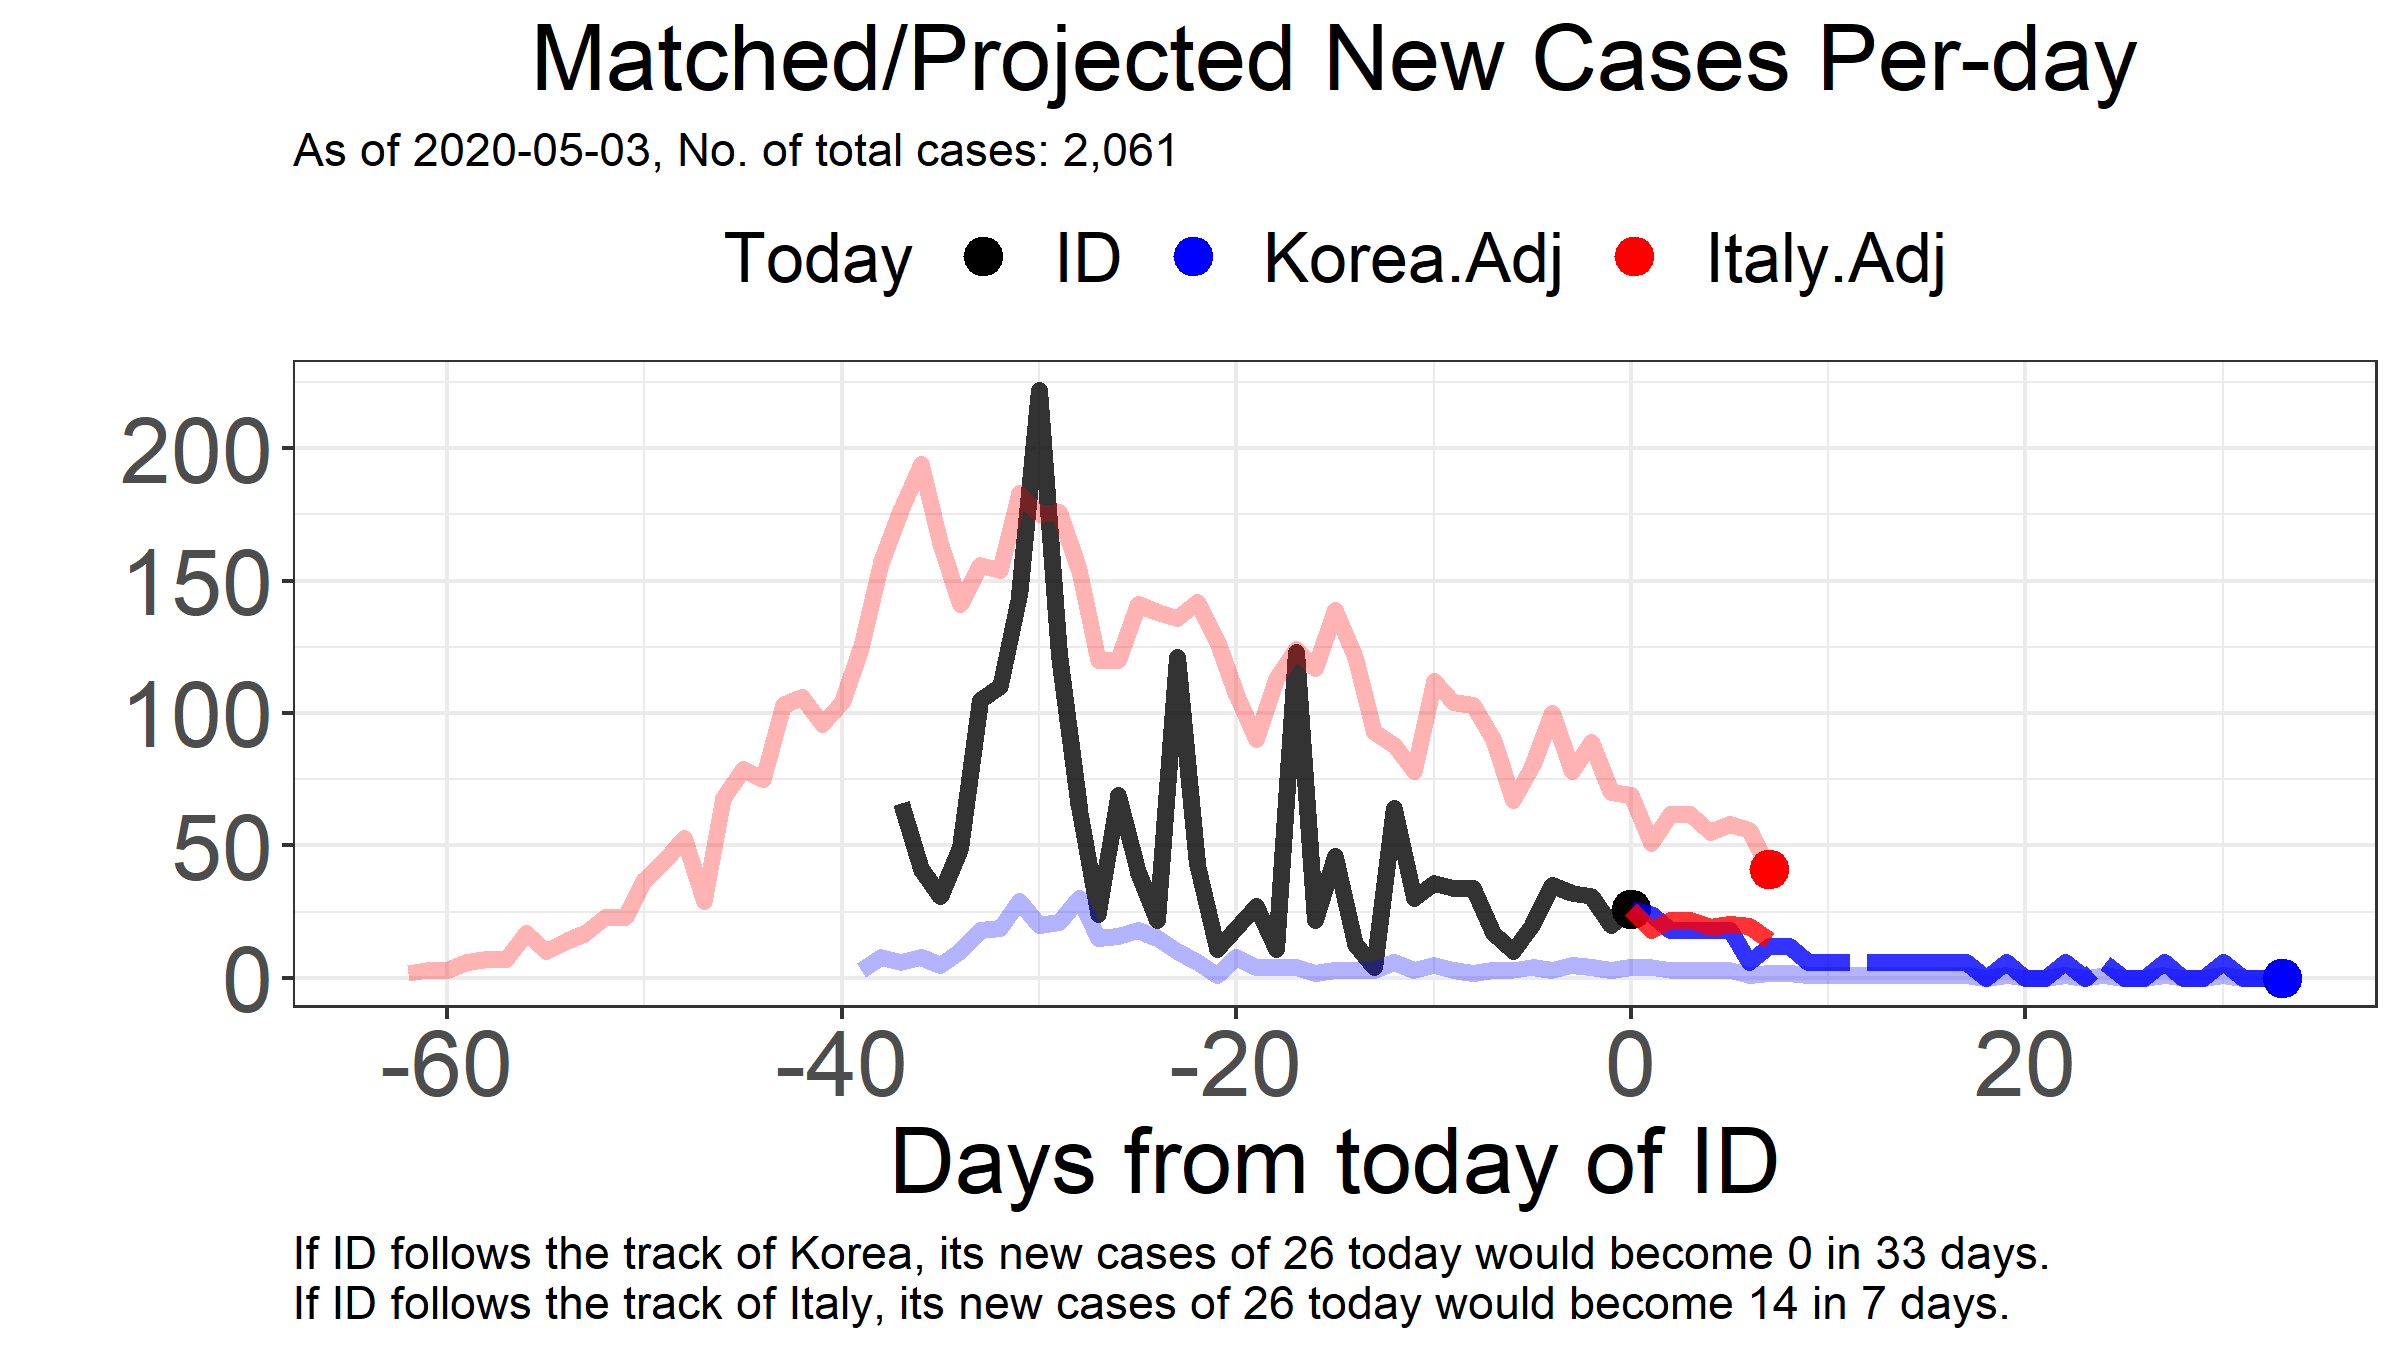 Matched/Projected New Cases Per-day
As of 2020-05-03, No. of total cases: 2,061
Today ID Korea.Adj Italy.Adj
200
150
100
50
0
-60 -40 -20 0 20
Days from today of ID
If ID follows the track of Korea, its new cases of 26 today would become 0 in 33 days.
If ID follows the track of Italy, its new cases of 26 today would become 14 in 7 days.